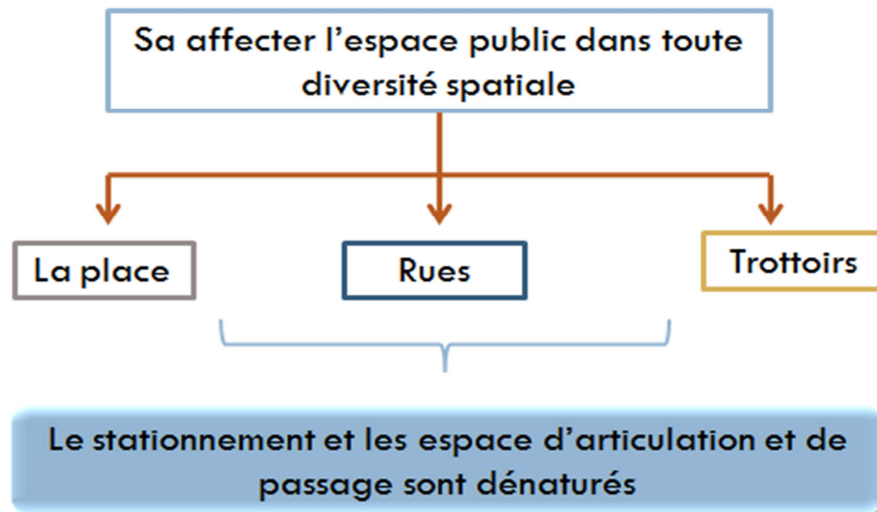 Sa affecter l'espace public dans toute
diversité spatiale
La place
Rues
Trottoirs
Le stationnement et les espace d'articulation et de
passage sont dénaturés